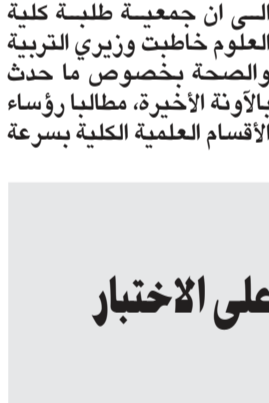 الى ان جمعية طلبة كلية
العلوم خاطبت وزيري التربية
والصحة بخصوص ما حدث
بالآونة الأخيرة، مطالبا رؤساء
الأقسام العلمية الكلية بسرعة
على الاختبار